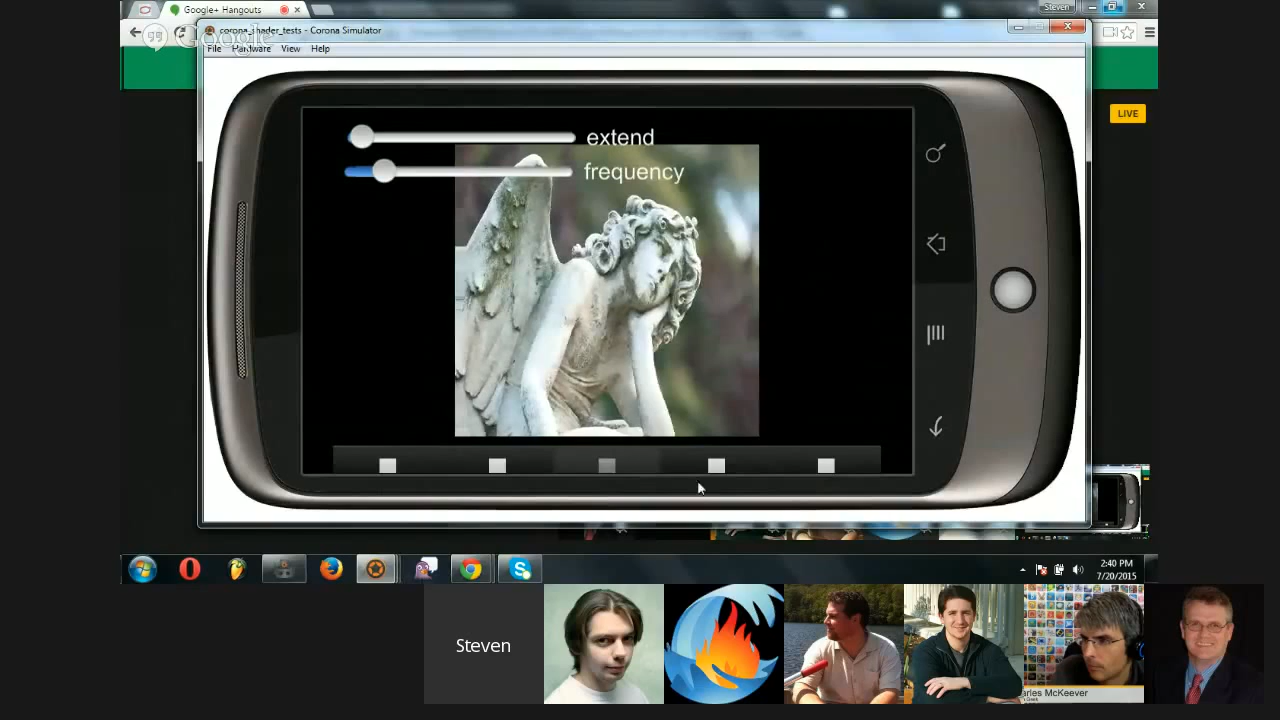 Google+ Hangouts
Steven
Google
corona_shader_tests - Corona Simulator
File Hardware View Help
LIVE
extend
frequency
2:40 PM
7/20/2015
Steven
arles McKeever